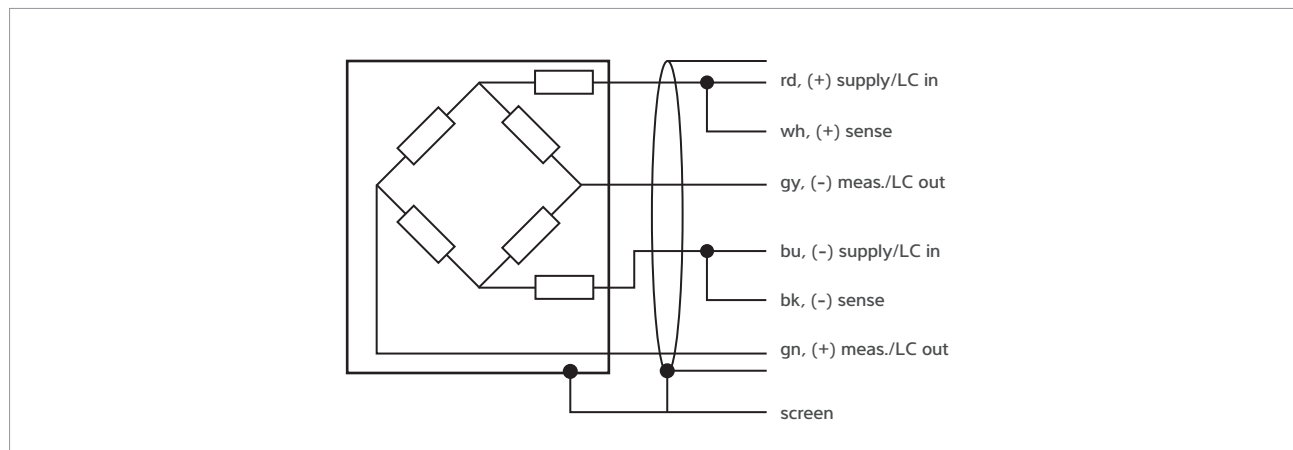 rd, (+) supply/LC in
wh, (+) sense
gy, (-) meas./LC out
bu, (-) supply/LC in
bk, (-) sense
gn, (+) meas./LC out
screen